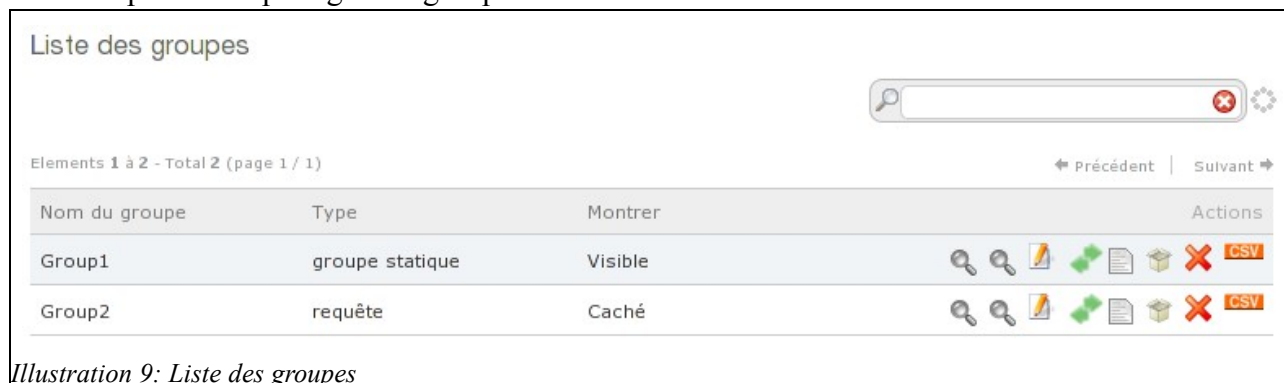 Liste des groupes
Elements 1 à 2 - Total 2 (page 1 / 1)
Précédent | Suivant
Nom du groupe Type Montrer Actions
Group1 groupe statique Visible CSV
Group2 requête Caché CSV
Illustration 9: Liste des groupes